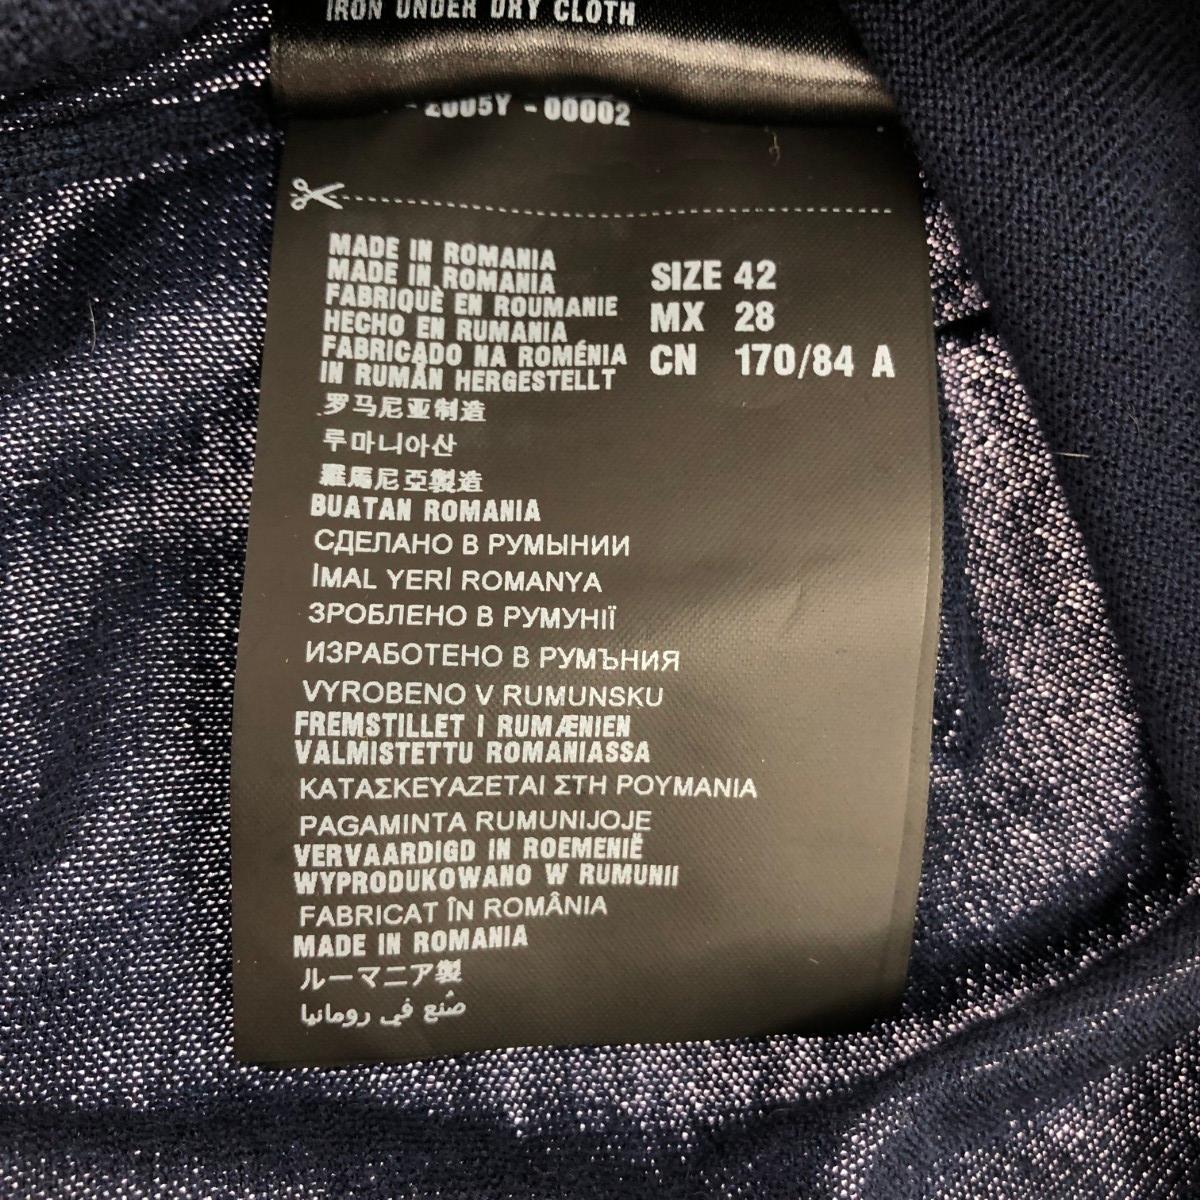 IRON UNDER DRY CLOTH
- 2005Y - 00002
MADE IN ROMANIA
MADE IN ROMANIA
FABRIQUÈ EN ROUMANIE
HECHO EN RUMANIA
FABRICADO NA ROMÉNIA
IN RUMÄN HERGESTELLT
罗马尼亚制造
루마니아산
羅馬尼亞製造
BUATAN ROMANIA
СДЕЛАНО В РУМЫНИИ
İMAL YERİ ROMANYA
ЗРОБЛЕНО В РУМУНІЇ
ИЗРАБОТЕНО В РУМЪНИЯ
VYROBENO V RUMUNSKU
FREMSTILLET I RUMÆNIEN
VALMISTETTU ROMANIASSA
ΚΑΤΑΣΚΕΥΑΖΕΤΑΙ ΣΤΗ ΡΟΥΜΑΝΙΑ
PAGAMINTA RUMUNIJOJE
VERVAARDIGD IN ROEMENIË
WYPRODUKOWANO W RUMUNII
FABRICAT ÎN ROMÂNIA
MADE IN ROMANIA
ルーマニア製
صُنع في رومانيا
SIZE 42
MX 28
CN 170/84 A